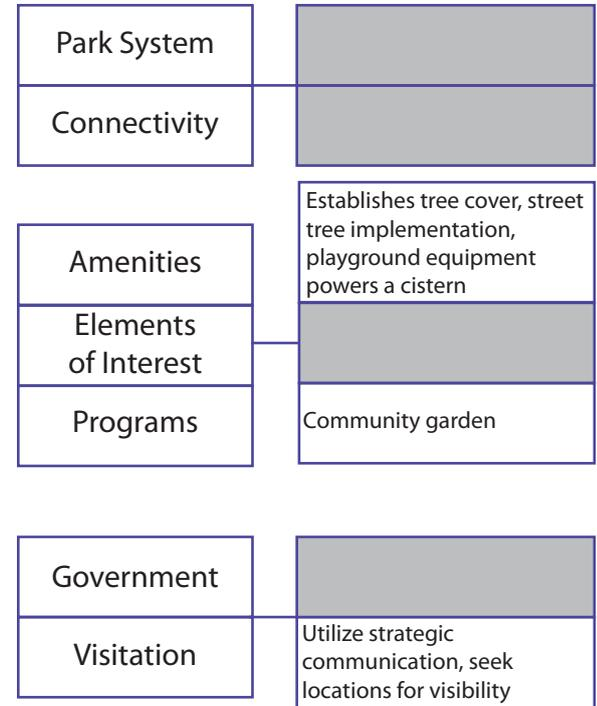 Park System
Connectivity
Amenities
Establishes tree cover, street
tree implementation,
playground equipment
powers a cistern
Elements
of Interest
Programs
Community garden
Government
Visitation
Utilize strategic
communication, seek
locations for visibility